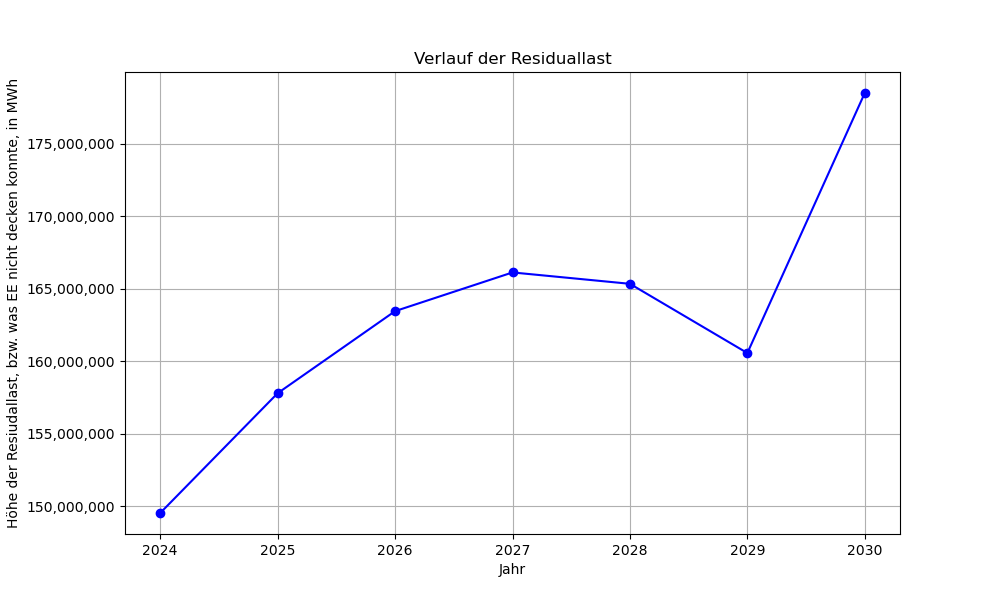 Verlauf der Residuallast
Höhe der Resiudallast, bzw. was EE nicht decken konnte, in MWh
175,000,000
170,000,000
165,000,000
160,000,000
155,000,000
150,000,000
2024 2025 2026 2027 2028 2029 2030
Jahr